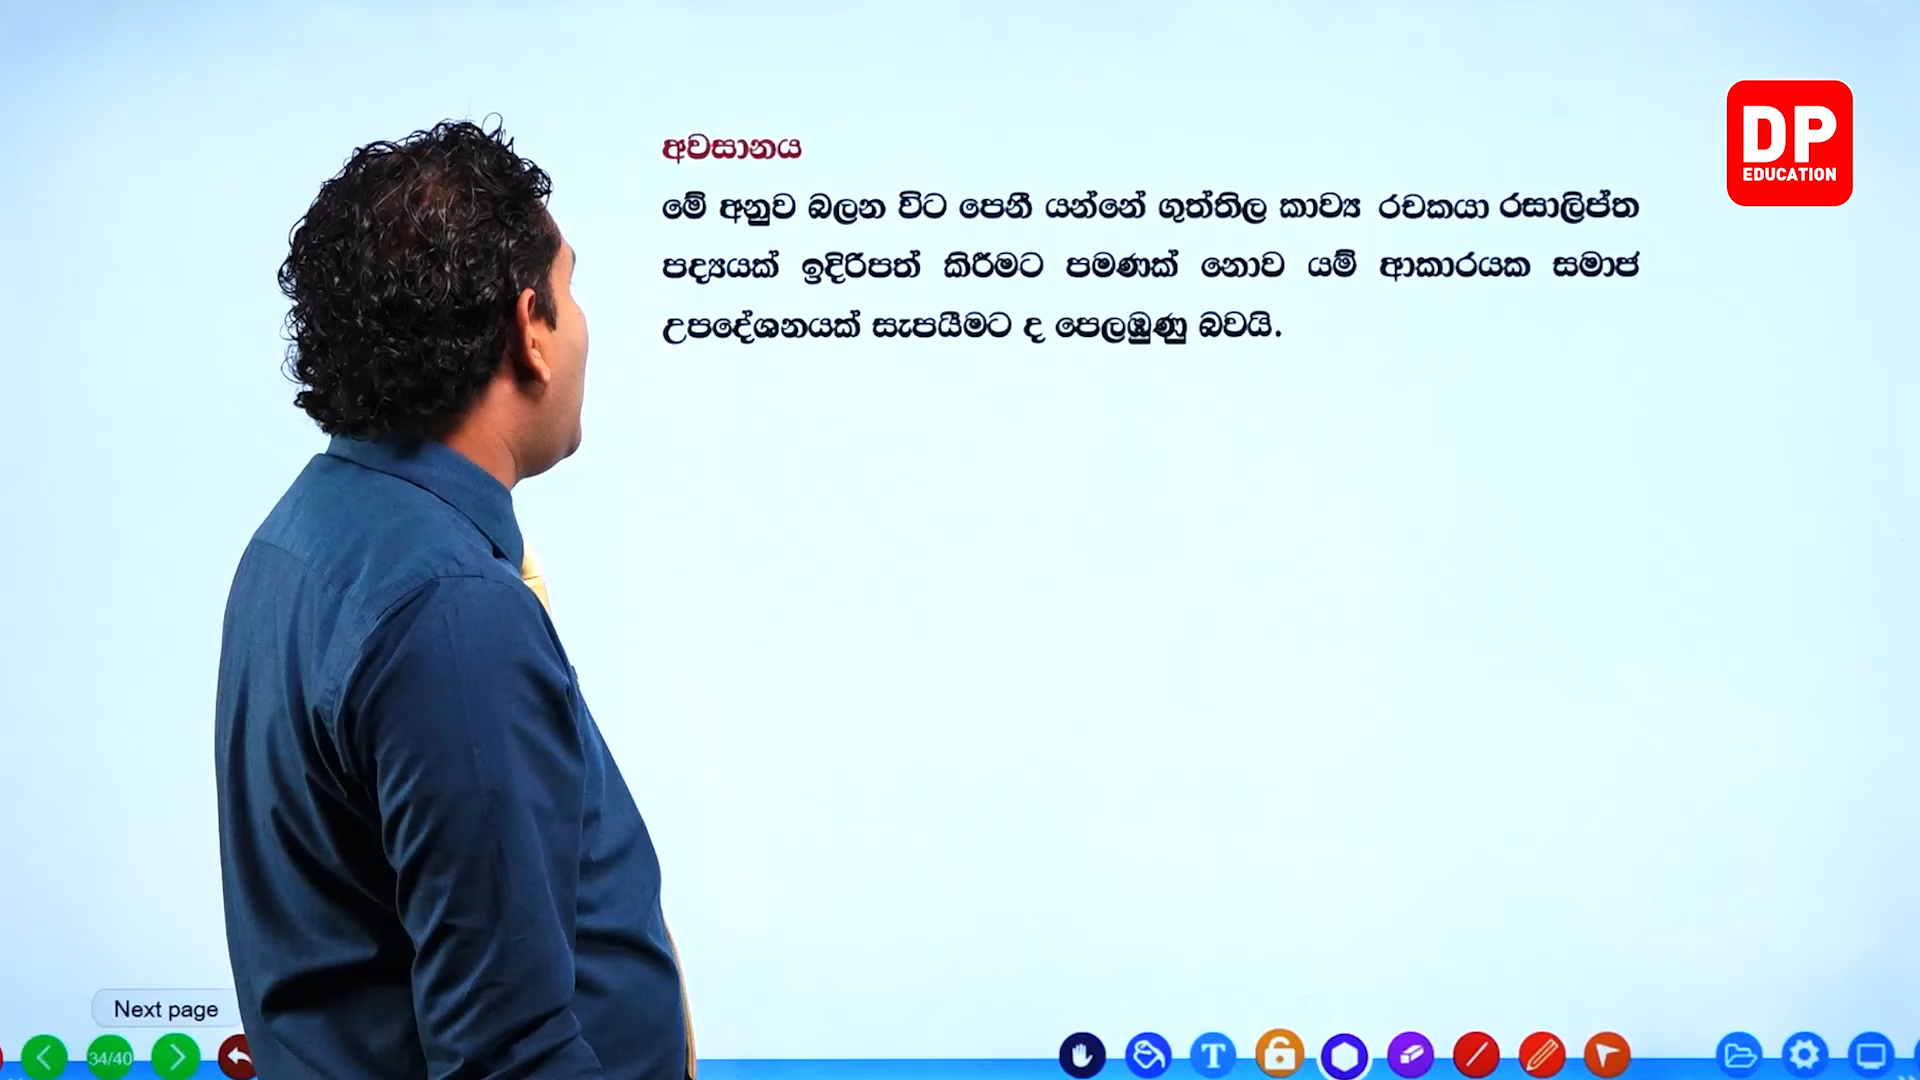 DP
EDUCATION
අවසානය
මේ අනුව බලන විට පෙනී යන්නේ ගුත්තිල කාව්‍ය රචකයා රසාලිප්ත
පද්‍යයක් ඉදිරිපත් කිරීමට පමණක් නොව යම් ආකාරයක සමාජ
උපදේශනයක් සැපයීමට ද පෙලඹුණු බවයි.
Next page
34/40
T